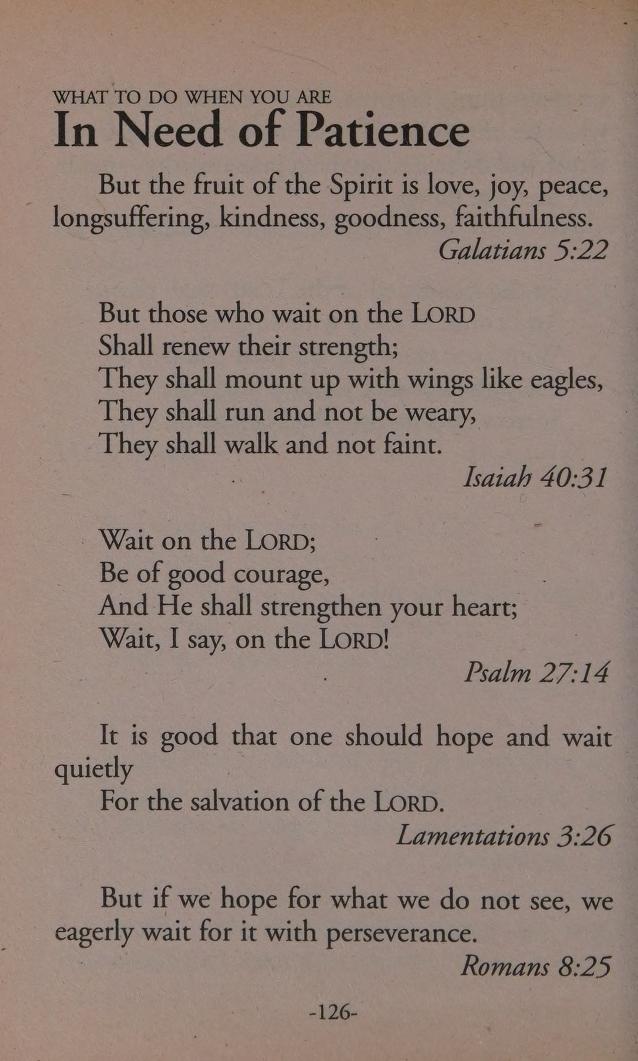 WHAT TO DO WHEN YOU ARE
In Need of Patience
But the fruit of the Spirit is love, joy, peace,
longsuffering, kindness, goodness, faithfulness.
Galatians 5:22
But those who wait on the LORD
Shall renew their strength;
They shall mount up with wings like eagles,
They shall run and not be weary,
They shall walk and not faint.
Isaiah 40:31
Wait on the LORD;
Be of good courage,
And He shall strengthen your heart;
Wait, I say, on the LORD!
Psalm 27:14
It is good that one should hope and wait
quietly
For the salvation of the LORD.
Lamentations 3:26
But if we hope for what we do not see, we
eagerly wait for it with perseverance.
Romans 8:25
-126-